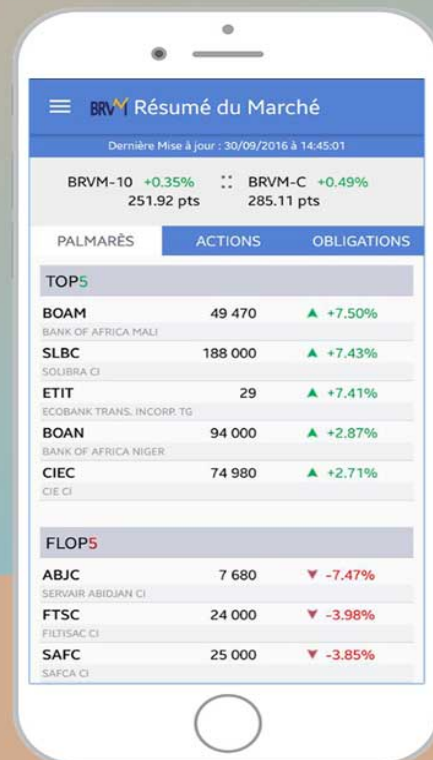 BRVM Résumé du Marché
Dernière Mise à jour : 30/09/2016 à 14:45:01
BRVM-10 +0.35% :: BRVM-C +0.49%
251.92 pts 285.11 pts
PALMARÈS ACTIONS OBLIGATIONS
TOP5
BOAM 49 470 ▲ +7.50%
BANK OF AFRICA MALI
SLBC 188 000 ▲ +7.43%
SOLIBRA CI
ETIT 29 ▲ +7.41%
ECOBANK TRANS. INCORP. TG
BOAN 94 000 ▲ +2.87%
BANK OF AFRICA NIGER
CIEC 74 980 ▲ +2.71%
CIE CI
FLOP5
ABJC 7 680 ▼ -7.47%
SERVAIR ABIDJAN CI
FTSC 24 000 ▼ -3.98%
FILTISAC CI
SAFC 25 000 ▼ -3.85%
SAFCA CI